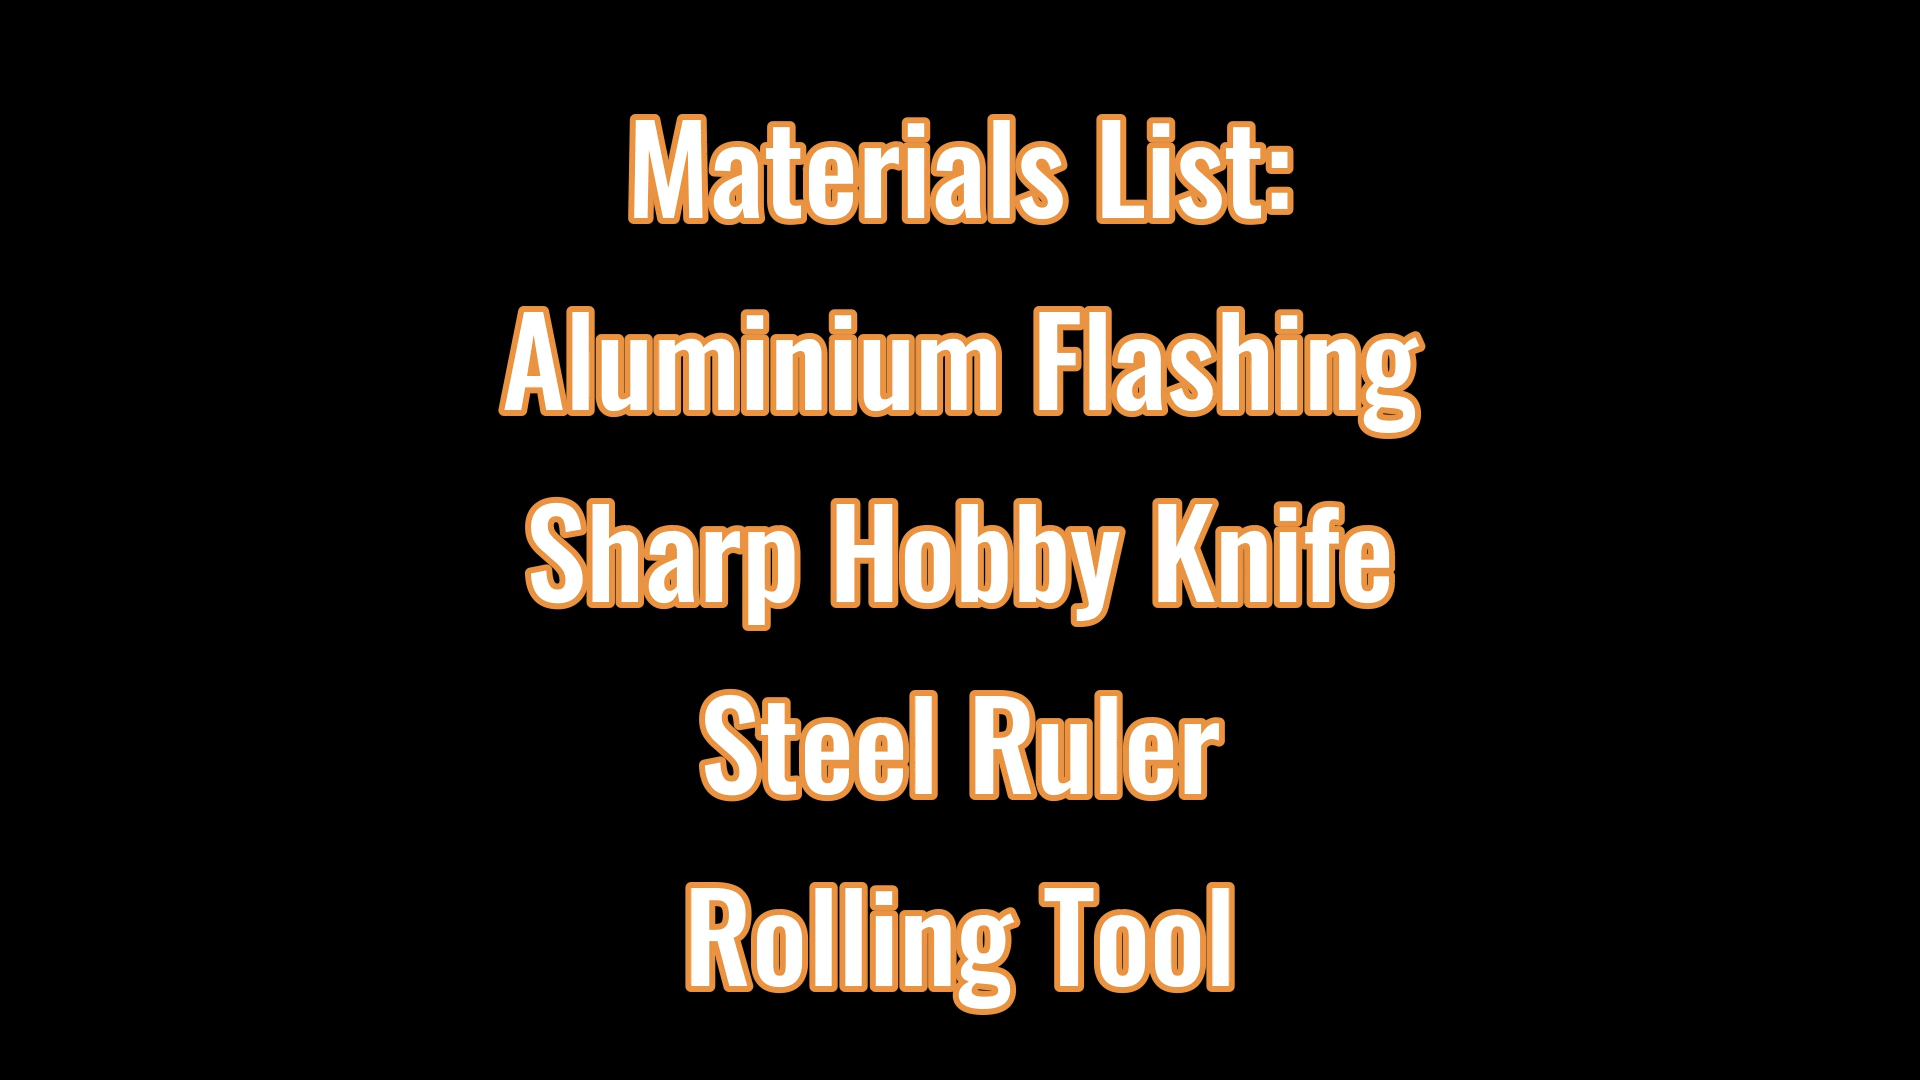 Materials List:
Aluminium Flashing
Sharp Hobby Knife
Steel Ruler
Rolling Tool